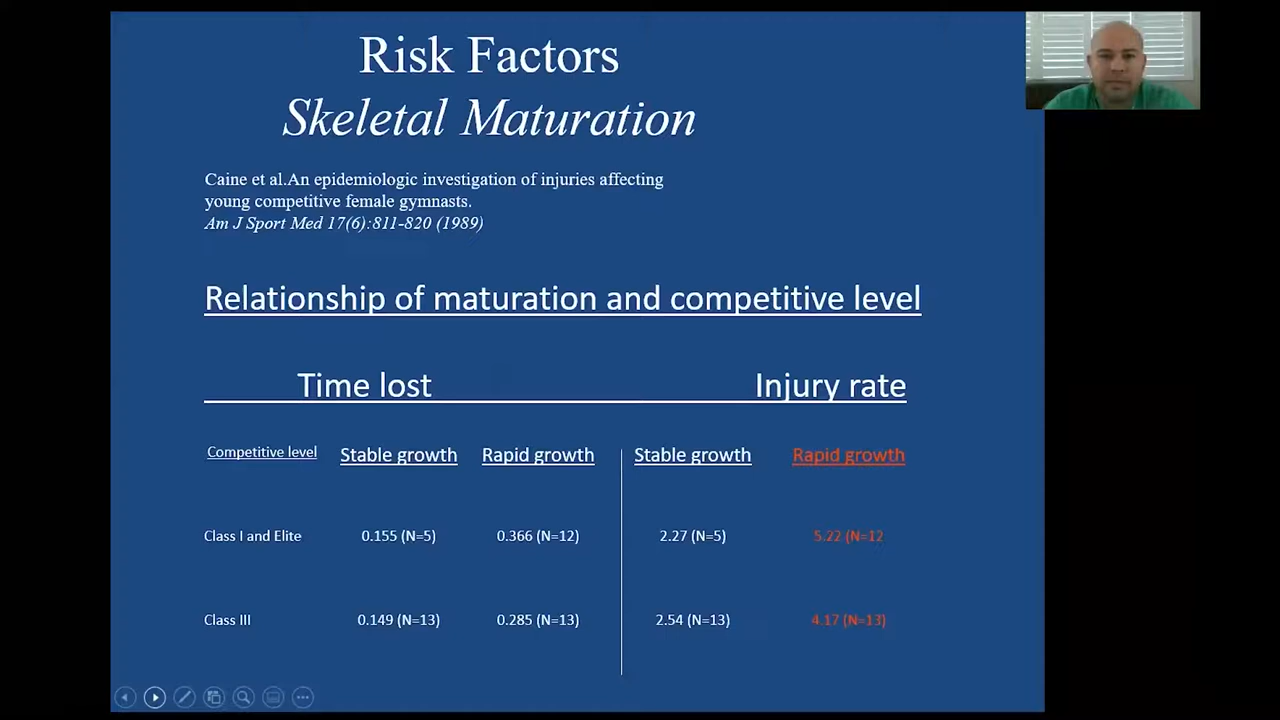 Risk Factors
Skeletal Maturation
Caine et al.An epidemiologic investigation of injuries affecting
young competitive female gymnasts.
Am J Sport Med 17(6):811-820 (1989)
Relationship of maturation and competitive level
Time lost Injury rate
Competitive level Stable growth Rapid growth Stable growth Rapid growth
Class I and Elite 0.155 (N=5) 0.366 (N=12) 2.27 (N=5) 5.22 (N=12
Class III 0.149 (N=13) 0.285 (N=13) 2.54 (N=13) 4.17 (N=13)